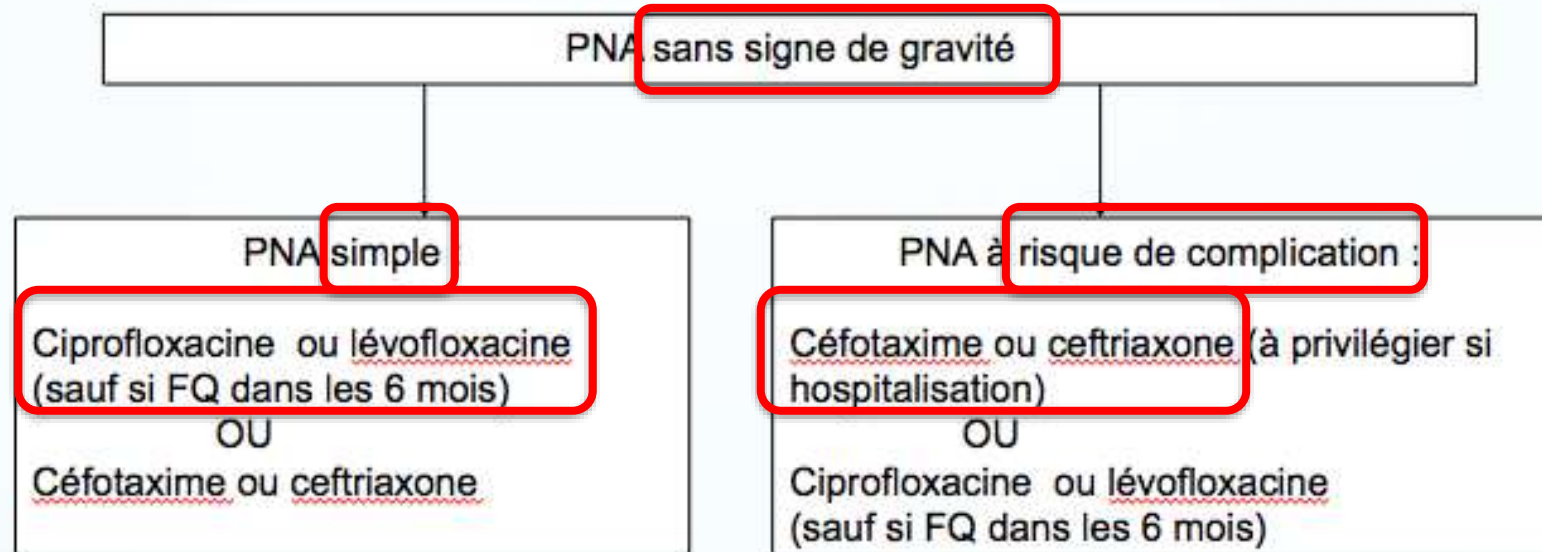 PNA sans signe de gravité
PNA simple :
Ciprofloxacine ou lévofloxacine
(sauf si FQ dans les 6 mois)
OU
Céfotaxime ou ceftriaxone
PNA à risque de complication :
Céfotaxime ou ceftriaxone (à privilégier si
hospitalisation)
OU
Ciprofloxacine ou lévofloxacine
(sauf si FQ dans les 6 mois)